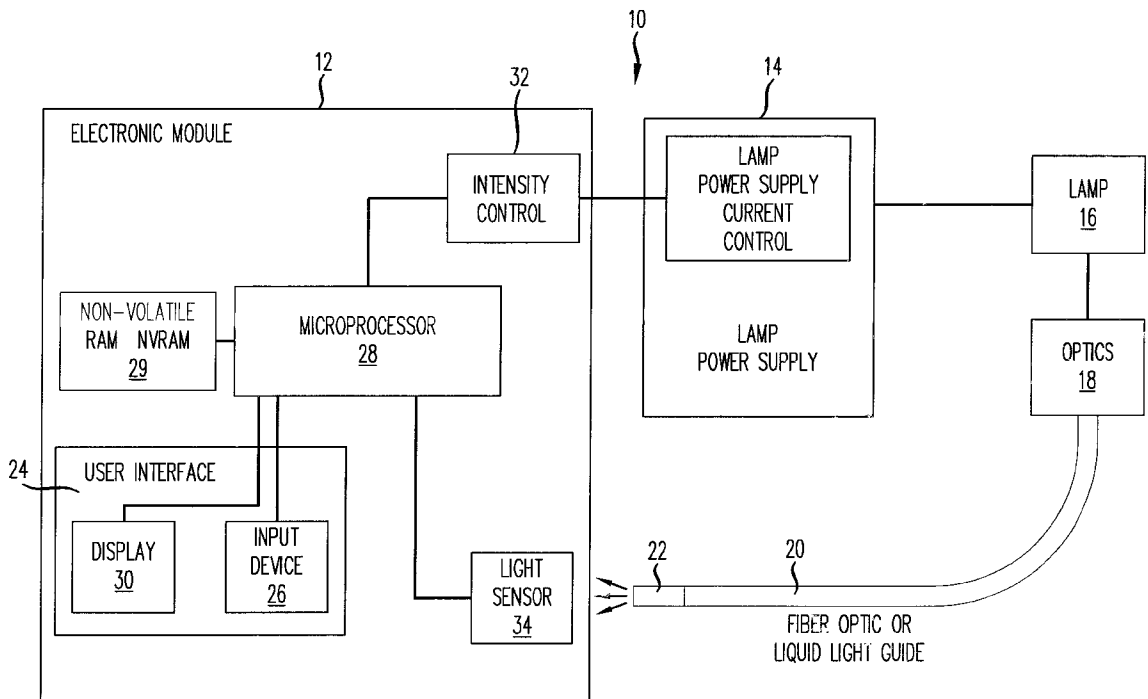 10
12
32
14
ELECTRONIC MODULE
INTENSITY
CONTROL
LAMP
POWER SUPPLY
CURRENT
CONTROL
LAMP
16
NON-VOLATILE
RAM NVRAM
29
MICROPROCESSOR
28
LAMP
POWER SUPPLY
OPTICS
18
24
USER INTERFACE
DISPLAY
30
INPUT
DEVICE
26
LIGHT
SENSOR
34
22
20
FIBER OPTIC OR
LIQUID LIGHT GUIDE